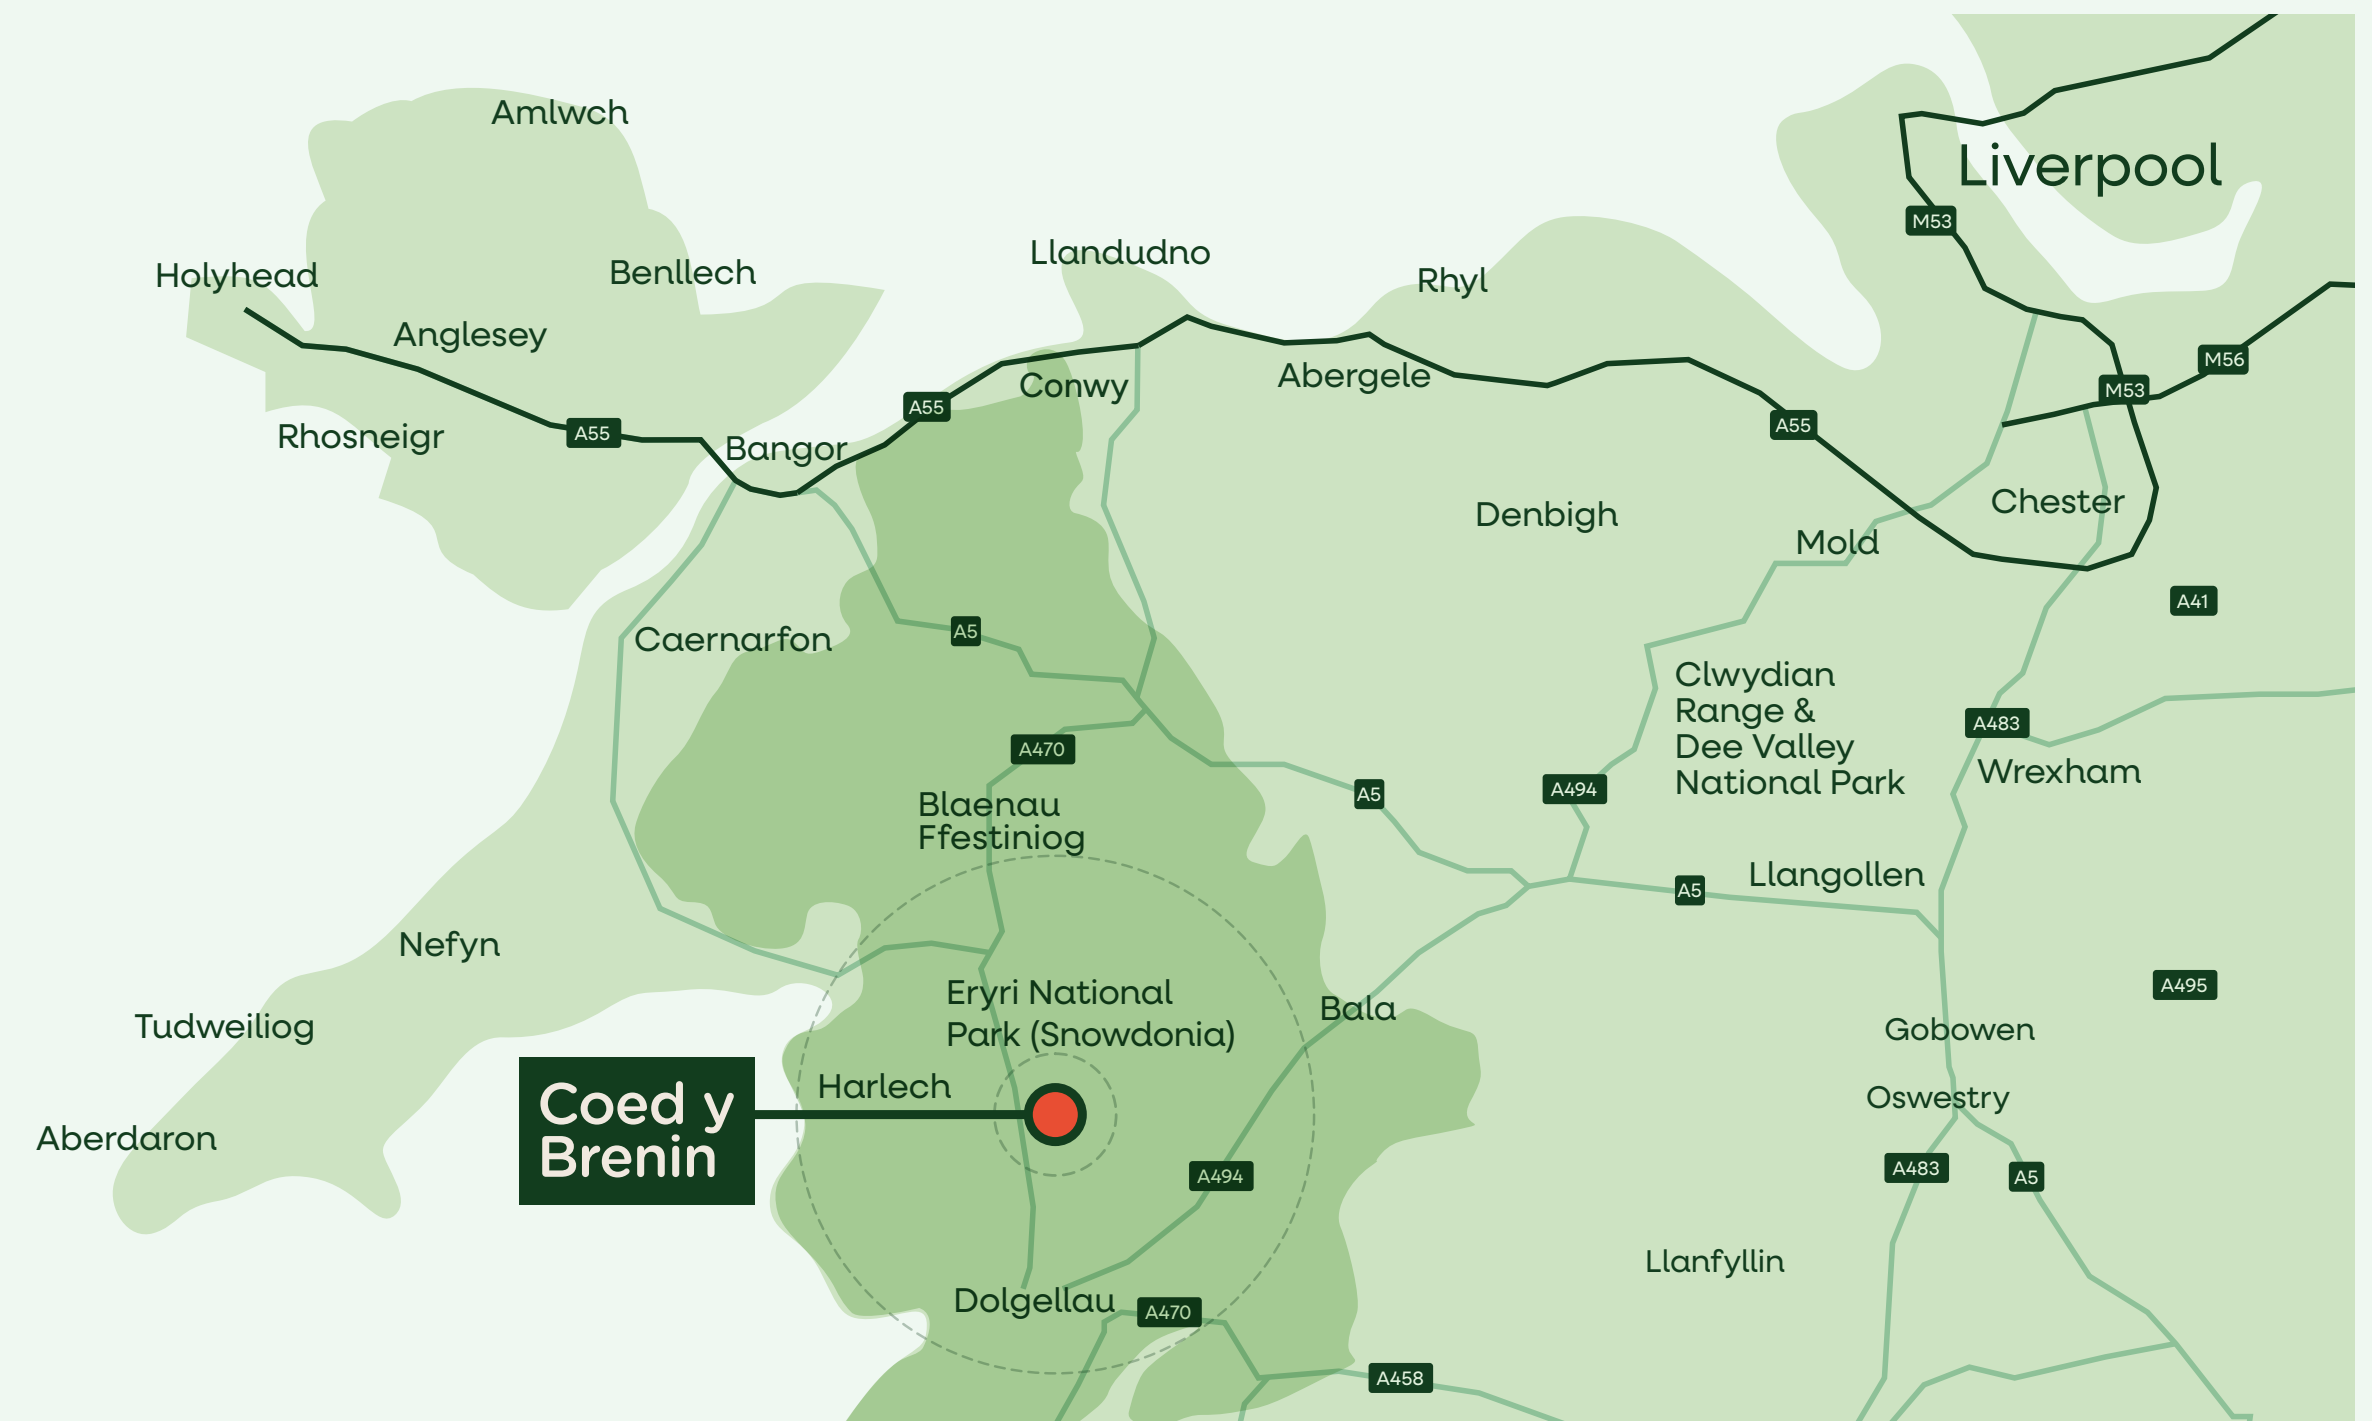 Amlwch
Liverpool
M53
Llandudno
Holyhead
Benllech
Rhyl
Anglesey
M56
Abergele
Conwy
M53
A55
A55
A55
Rhosneigr
Bangor
Chester
Denbigh
Mold
A41
A5
Caernarfon
Clwydian
Range &
Dee Valley
National Park
A483
A470
Wrexham
A494
A5
Blaenau
Ffestiniog
Llangollen
A5
Nefyn
A495
Eryri National
Park (Snowdonia)
Bala
Tudweiliog
Gobowen
Harlech
Oswestry
Coed y
Brenin
Aberdaron
A483
A5
A494
Llanfyllin
Dolgellau
A470
A458